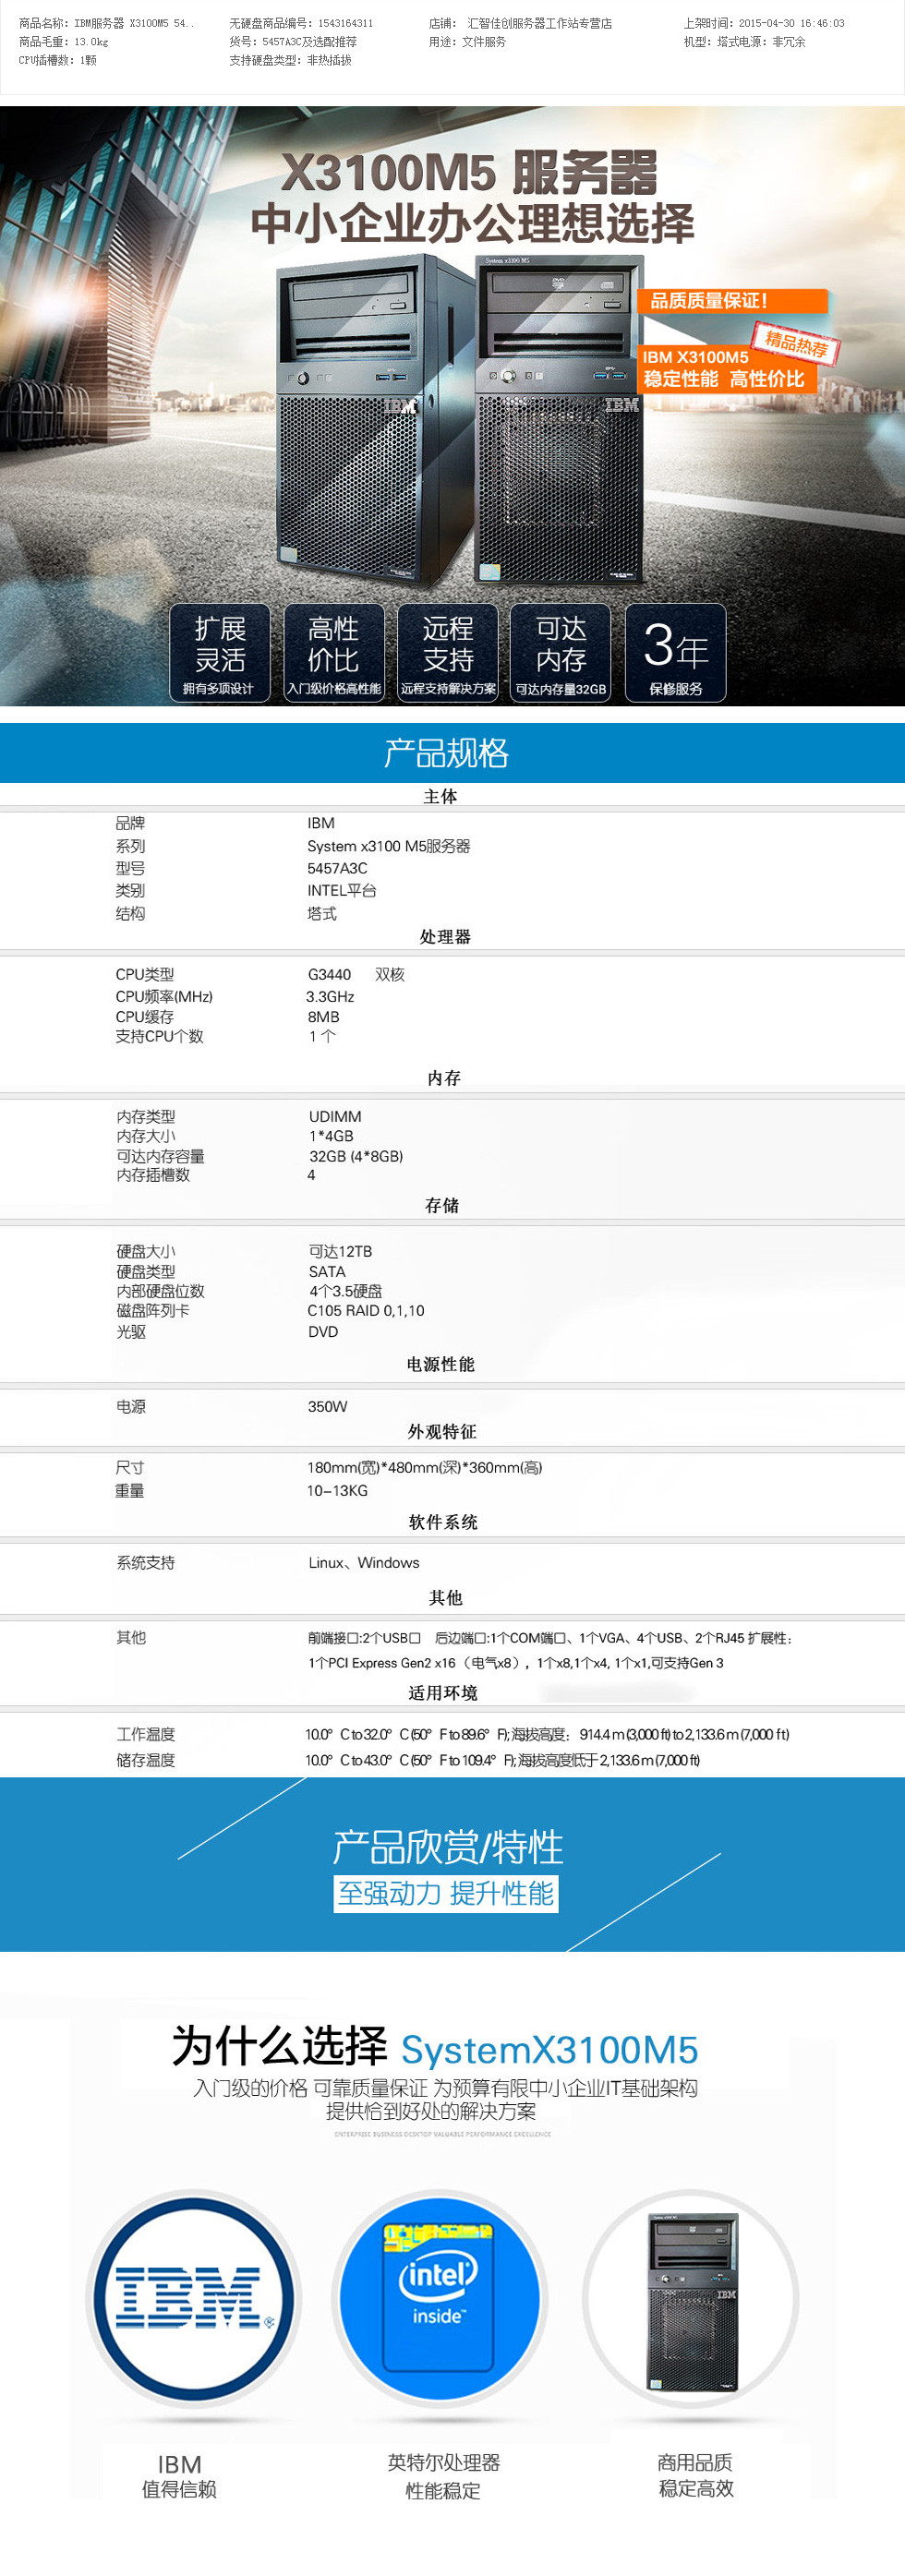 商品名称：IBM服务器 X3100M5 54..
无硬盘商品编号：1543164311
店铺： 汇智佳创服务器工作站专营店
上架时间：2015-04-30 16:46:03
商品毛重：13.0kg
货号：5457A3C及选配推荐
用途：文件服务
机型：塔式电源：非冗余
CPU插槽数：1颗
支持硬盘类型：非热插拔
X3100M5 服务器
中小企业办公理想选择
System x3100 M5
品质质量保证!
精品热荐
IBM X3100M5
稳定性能 高性价比
IBM
IBM
扩展
灵活
拥有多项设计
高性
价比
入门级价格高性能
远程
支持
远程支持解决方案
可达
内存
可达内存量32GB
3年
保修服务
产品规格
主体
品牌 IBM
系列 System x3100 M5服务器
型号 5457A3C
类别 INTEL平台
结构 塔式
处理器
CPU类型 G3440 双核
CPU频率(MHz) 3.3GHz
CPU缓存 8MB
支持CPU个数 1 个
内存
内存类型 UDIMM
内存大小 1*4GB
可达内存容量 32GB (4*8GB)
内存插槽数 4
存储
硬盘大小 可达12TB
硬盘类型 SATA
内部硬盘位数 4个3.5硬盘
磁盘阵列卡 C105 RAID 0,1,10
光驱 DVD
电源性能
电源 350W
外观特征
尺寸 180mm(宽)*480mm(深)*360mm(高)
重量 10-13KG
软件系统
系统支持 Linux、Windows
其他
其他 前端接口:2个USB口 后边端口:1个COM端口、1个VGA、4个USB、2个RJ45 扩展性：
1个PCI Express Gen2 x16（电气x8），1个x8,1个x4, 1个x1,可支持Gen 3
适用环境
工作温度 10.0° C to 32.0° C (50° F to 89.6° F); 海拔高度： 914.4 m (3,000 ft) to 2,133.6 m (7,000 ft)
储存温度 10.0° C to 43.0° C (50° F to 109.4° F); 海拔高度低于 2,133.6 m (7,000 ft)
产品欣赏/特性
至强动力 提升性能
为什么选择 SystemX3100M5
入门级的价格 可靠质量保证 为预算有限中小企业IT基础架构
提供恰到好处的解决方案
ENTERPRISE BUSINESS DESKTOP VALUABLE PERFORMANCE EXCELLENCE
IBM
intel
inside™
IBM
IBM
值得信赖
英特尔处理器
性能稳定
商用品质
稳定高效